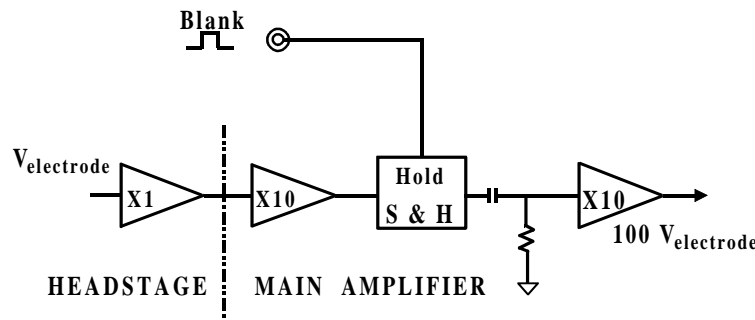 Blank
Velectrode
X1
X10
Hold
S & H
X10
100 Velectrode
HEADSTAGE
MAIN AMPLIFIER